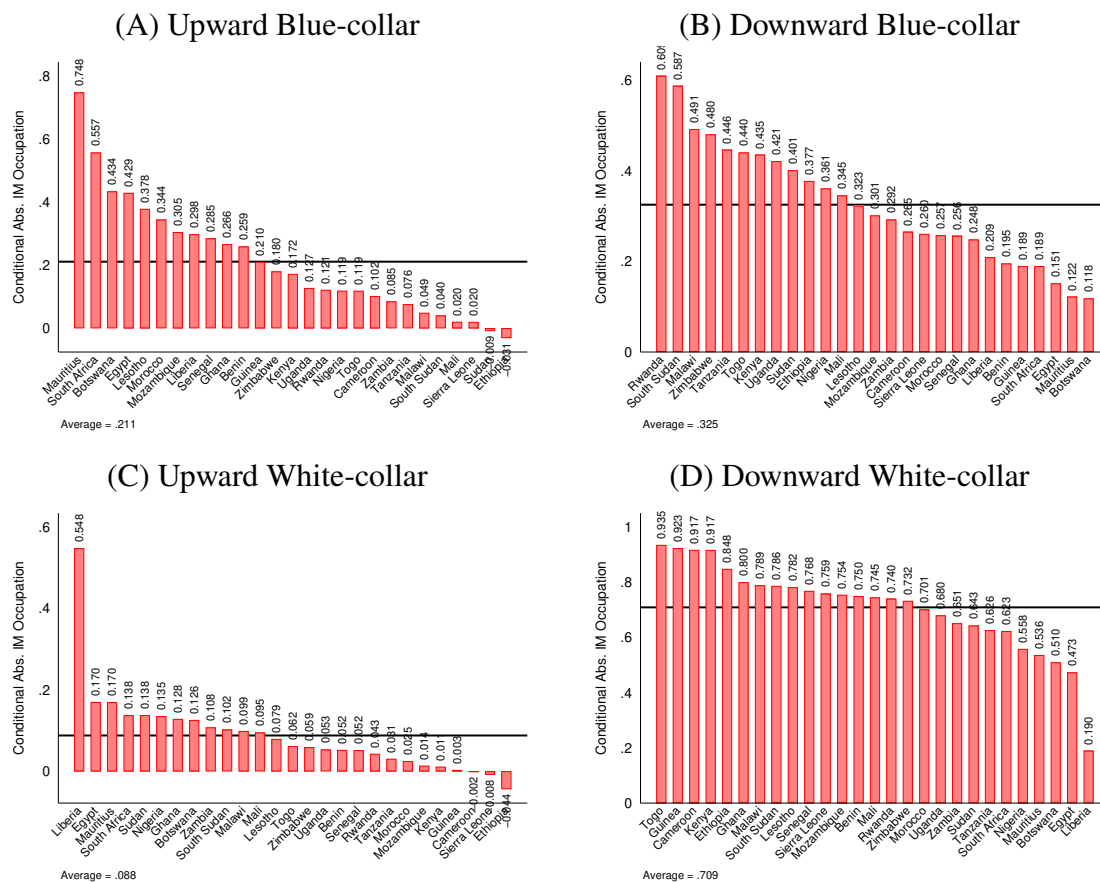 (A) Upward Blue-collar
Conditional Abs. IM Occupation
.8
.6
.4
.2
0
0.748
0.557
0.434
0.429
0.378
0.344
0.305
0.298
0.285
0.266
0.259
0.210
0.180
0.172
0.127
0.121
0.119
0.119
0.102
0.085
0.076
0.049
0.040
0.020
0.020
-0.009
-0.031
Mauritius
South Africa
Botswana
Egypt
Lesotho
Morocco
Mozambique
Liberia
Senegal
Ghana
Benin
Guinea
Zimbabwe
Kenya
Uganda
Rwanda
Nigeria
Togo
Cameroon
Zambia
Tanzania
Malawi
South Sudan
Mali
Sierra Leone
Sudan
Ethiopia
Average = .211
(B) Downward Blue-collar
Conditional Abs. IM Occupation
.6
.4
.2
0
0.587
0.491
0.480
0.446
0.440
0.435
0.421
0.401
0.377
0.361
0.345
0.323
0.301
0.292
0.265
0.260
0.257
0.256
0.248
0.209
0.195
0.189
0.189
0.151
0.122
0.118
Rwanda
South Sudan
Malawi
Zimbabwe
Tanzania
Togo
Kenya
Uganda
Sudan
Ethiopia
Nigeria
Mali
Lesotho
Mozambique
Zambia
Cameroon
Sierra Leone
Morocco
Senegal
Ghana
Liberia
Benin
Guinea
South Africa
Egypt
Mauritius
Botswana
Average = .325
(C) Upward White-collar
Conditional Abs. IM Occupation
.6
.4
.2
0
0.548
0.170
0.170
0.138
0.138
0.135
0.128
0.126
0.108
0.102
0.099
0.095
0.079
0.062
0.059
0.053
0.052
0.052
0.043
0.031
0.025
0.014
0.011
0.003
-0.002
-0.008
-0.044
Liberia
Egypt
Mauritius
South Africa
Sudan
Nigeria
Ghana
Botswana
Zambia
South Sudan
Malawi
Mali
Lesotho
Togo
Zimbabwe
Uganda
Benin
Senegal
Rwanda
Tanzania
Morocco
Mozambique
Kenya
Guinea
Cameroon
Sierra Leone
Ethiopia
Average = .088
(D) Downward White-collar
Conditional Abs. IM Occupation
1
.8
.6
.4
.2
0
0.935
0.923
0.917
0.917
0.848
0.800
0.789
0.786
0.782
0.768
0.759
0.754
0.750
0.745
0.740
0.732
0.701
0.680
0.651
0.643
0.626
0.623
0.558
0.536
0.510
0.473
0.190
Togo
Guinea
Cameroon
Kenya
Ethiopia
Ghana
Malawi
South Sudan
Lesotho
Senegal
Sierra Leone
Mozambique
Benin
Mali
Rwanda
Zimbabwe
Morocco
Uganda
Zambia
Sudan
Tanzania
South Africa
Nigeria
Mauritius
Botswana
Egypt
Liberia
Average = .709